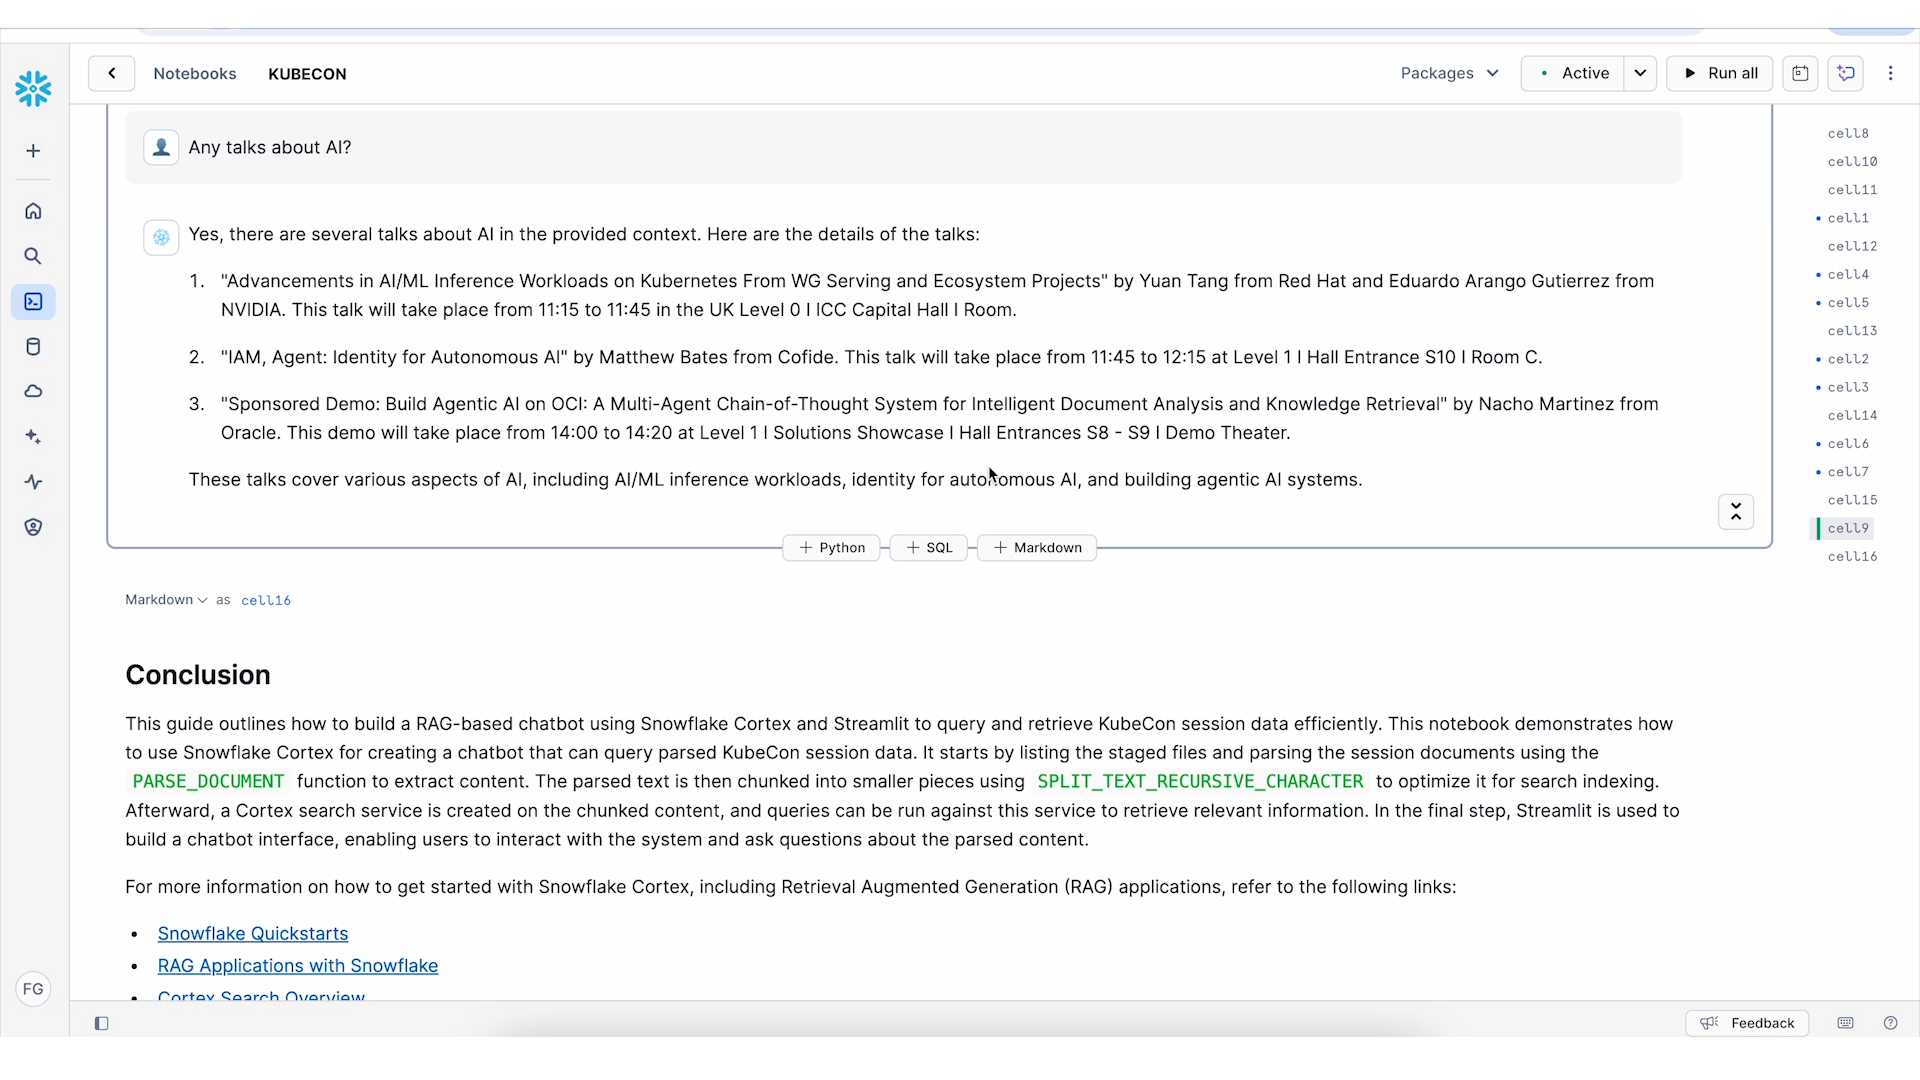 Notebooks
KUBECON
Packages
Active
Run all
Any talks about AI?
Yes, there are several talks about AI in the provided context. Here are the details of the talks:
1. "Advancements in AI/ML Inference Workloads on Kubernetes From WG Serving and Ecosystem Projects" by Yuan Tang from Red Hat and Eduardo Arango Gutierrez from
NVIDIA. This talk will take place from 11:15 to 11:45 in the UK Level 0 I ICC Capital Hall I Room.
2. "IAM, Agent: Identity for Autonomous AI" by Matthew Bates from Cofide. This talk will take place from 11:45 to 12:15 at Level 1 I Hall Entrance S10 I Room C.
3. "Sponsored Demo: Build Agentic AI on OCI: A Multi-Agent Chain-of-Thought System for Intelligent Document Analysis and Knowledge Retrieval" by Nacho Martinez from
Oracle. This demo will take place from 14:00 to 14:20 at Level 1 I Solutions Showcase I Hall Entrances S8 - S9 I Demo Theater.
These talks cover various aspects of AI, including AI/ML inference workloads, identity for autonomous AI, and building agentic AI systems.
+ Python
+ SQL
+ Markdown
Markdown as cell16
Conclusion
This guide outlines how to build a RAG-based chatbot using Snowflake Cortex and Streamlit to query and retrieve KubeCon session data efficiently. This notebook demonstrates how
to use Snowflake Cortex for creating a chatbot that can query parsed KubeCon session data. It starts by listing the staged files and parsing the session documents using the
PARSE_DOCUMENT function to extract content. The parsed text is then chunked into smaller pieces using SPLIT_TEXT_RECURSIVE_CHARACTER to optimize it for search indexing.
Afterward, a Cortex search service is created on the chunked content, and queries can be run against this service to retrieve relevant information. In the final step, Streamlit is used to
build a chatbot interface, enabling users to interact with the system and ask questions about the parsed content.
For more information on how to get started with Snowflake Cortex, including Retrieval Augmented Generation (RAG) applications, refer to the following links:
• Snowflake Quickstarts
• RAG Applications with Snowflake
• Cortex Search Overview
cell8
cell10
cell11
cell1
cell12
cell4
cell5
cell13
cell2
cell3
cell14
cell6
cell7
cell15
cell9
cell16
FG
Feedback